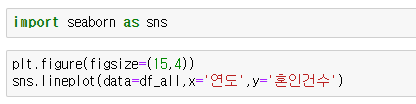 import seaborn as sns
plt.figure(figsize=(15,4))
sns.lineplot(data=df_all,x='연도',y='혼인건수')